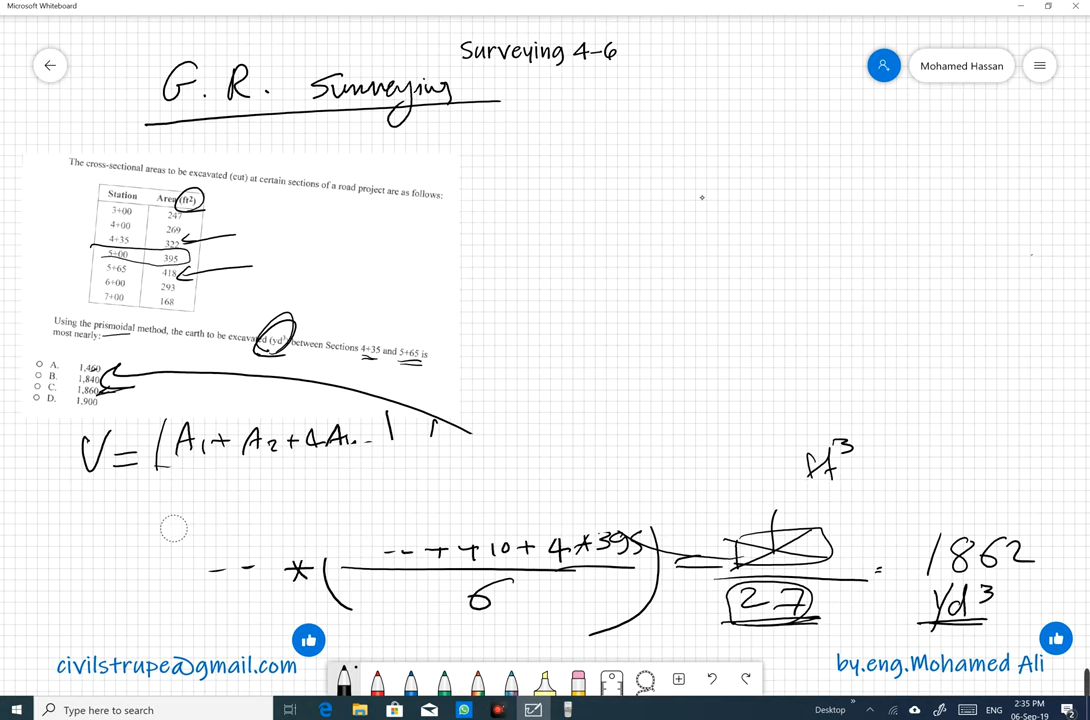 Microsoft Whiteboard
Surveying 4-6
Mohamed Hassan
G. R. Surveying
The cross-sectional areas to be excavated (cut) at certain sections of a road project are as follows:
Station Area (ft²)
3+00 247
4+00 269
4+35 322
5+00 395
5+65 418
6+00 293
7+00 168
Using the prismoidal method, the earth to be excavated (yd³) between Sections 4+35 and 5+65 is
most nearly:
A. 1,460
B. 1,840
C. 1,860
D. 1,900
V = [A₁ + A₂ + 4A
ft³
* ( + 4 * 395 / 6 ) = / 27 = 1862
yd³
civilstrupe@gmail.com
by.eng.Mohamed Ali
Type here to search
Desktop
ENG
2:35 PM
06-Sep-19